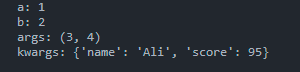 a: 1
b: 2
args: (3, 4)
kwargs: {'name': 'Ali', 'score': 95}